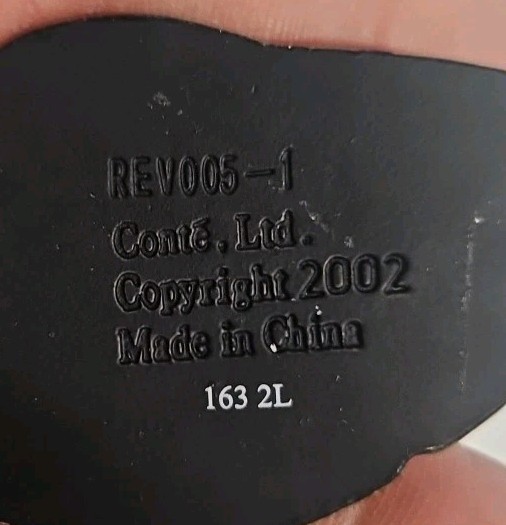 REV005-1
Conté, Ltd.
Copyright 2002
Made in China
163 2L